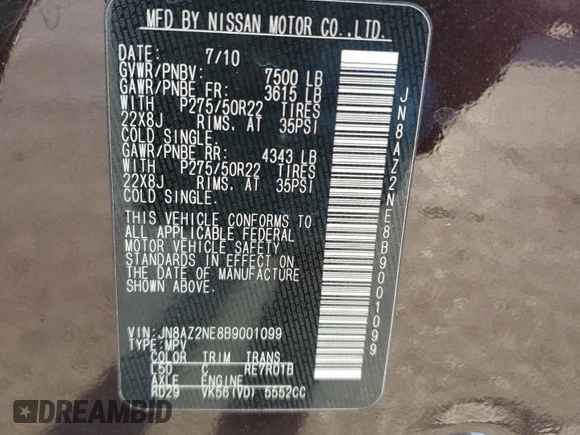 MFD BY NISSAN MOTOR CO.,LTD.
DATE: 7/10
GVWR/PNBV: 7500 LB
GAWR/PNBE FR: 3615 LB
WITH P275/50R22 TIRES
22X8J RIMS, AT 35PSI
COLD SINGLE.
GAWR/PNBE RR: 4343 LB
WITH P275/50R22 TIRES
22X8J RIMS, AT 35PSI
COLD SINGLE.
THIS VEHICLE CONFORMS TO
ALL APPLICABLE FEDERAL
MOTOR VEHICLE SAFETY
STANDARDS IN EFFECT ON
THE DATE OF MANUFACTURE
SHOWN ABOVE.
VIN: JN8AZ2NE8B9001099
TYPE: MPV
COLOR TRIM TRANS
L50 C RE7R01B
AXLE ENGINE
RD29 VK56(VD) 5552CC
JN8AZ2NE8B9001099
DREAMBID.COM